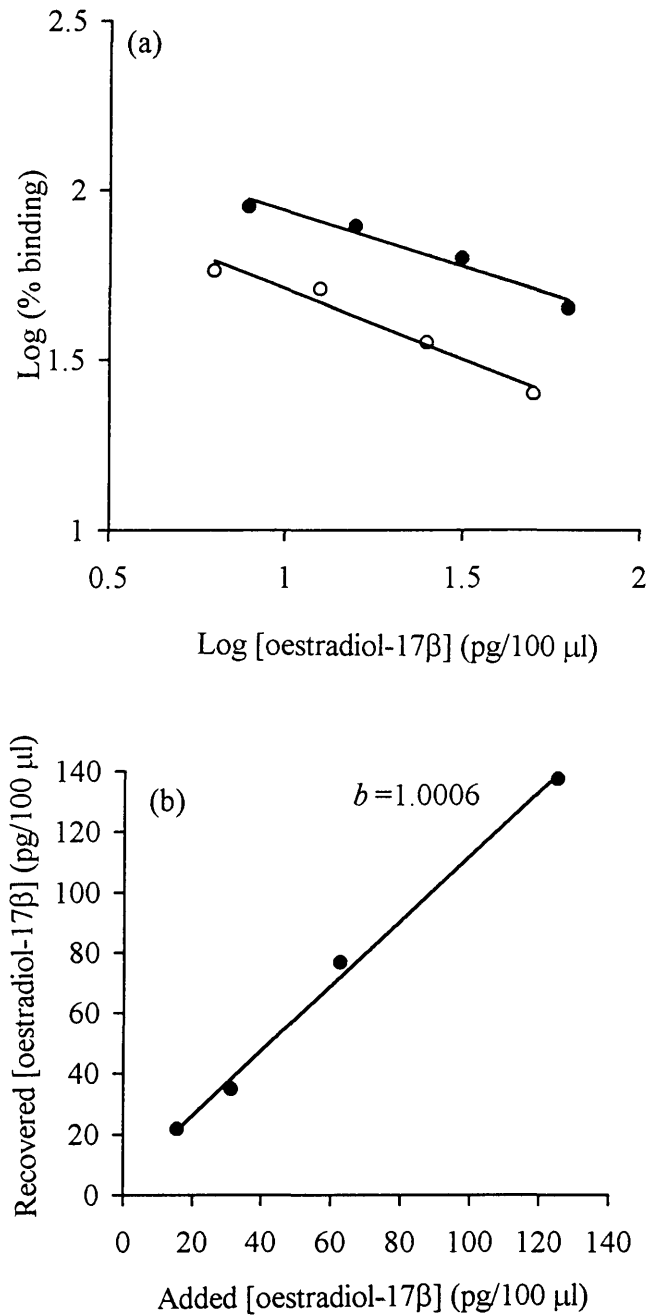 (a)
2.5
2
1.5
1
Log (% binding)
0.5 1 1.5 2
Log [oestradiol-17β] (pg/100 µl)
(b)
b=1.0006
140
120
100
80
60
40
20
0
Recovered [oestradiol-17β] (pg/100 µl)
0 20 40 60 80 100 120 140
Added [oestradiol-17β] (pg/100 µl)